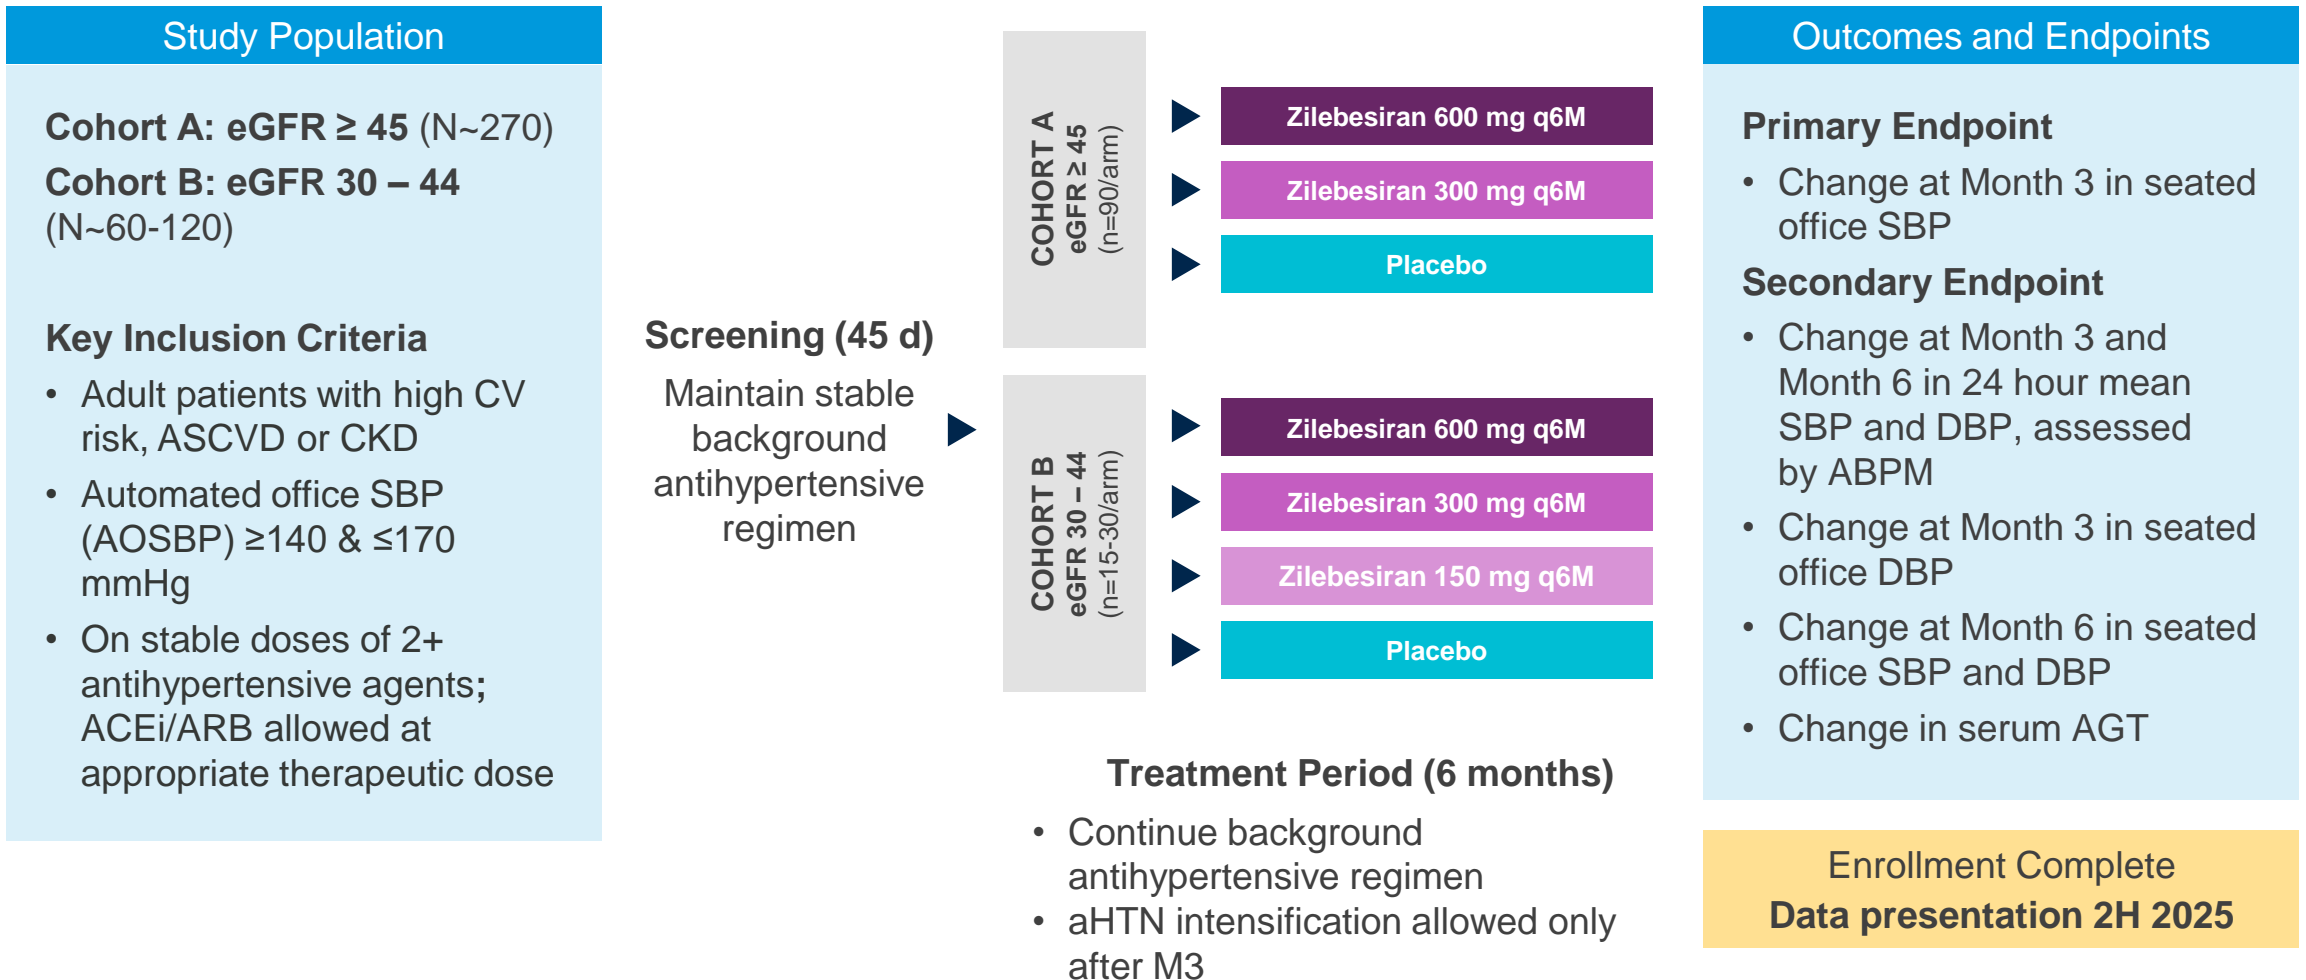 Study Population
Cohort A: eGFR ≥ 45 (N~270)
Cohort B: eGFR 30 – 44
(N~60-120)
Key Inclusion Criteria
• Adult patients with high CV
risk, ASCVD or CKD
• Automated office SBP
(AOSBP) ≥140 & ≤170
mmHg
• On stable doses of 2+
antihypertensive agents;
ACEi/ARB allowed at
appropriate therapeutic dose
Screening (45 d)
Maintain stable
background
antihypertensive
regimen
COHORT A
eGFR ≥ 45
(n=90/arm)
Zilebesiran 600 mg q6M
Zilebesiran 300 mg q6M
Placebo
COHORT B
eGFR 30 – 44
(n=15-30/arm)
Zilebesiran 600 mg q6M
Zilebesiran 300 mg q6M
Zilebesiran 150 mg q6M
Placebo
Treatment Period (6 months)
• Continue background
antihypertensive regimen
• aHTN intensification allowed only
after M3
Outcomes and Endpoints
Primary Endpoint
• Change at Month 3 in seated
office SBP
Secondary Endpoint
• Change at Month 3 and
Month 6 in 24 hour mean
SBP and DBP, assessed
by ABPM
• Change at Month 3 in seated
office DBP
• Change at Month 6 in seated
office SBP and DBP
• Change in serum AGT
Enrollment Complete
Data presentation 2H 2025